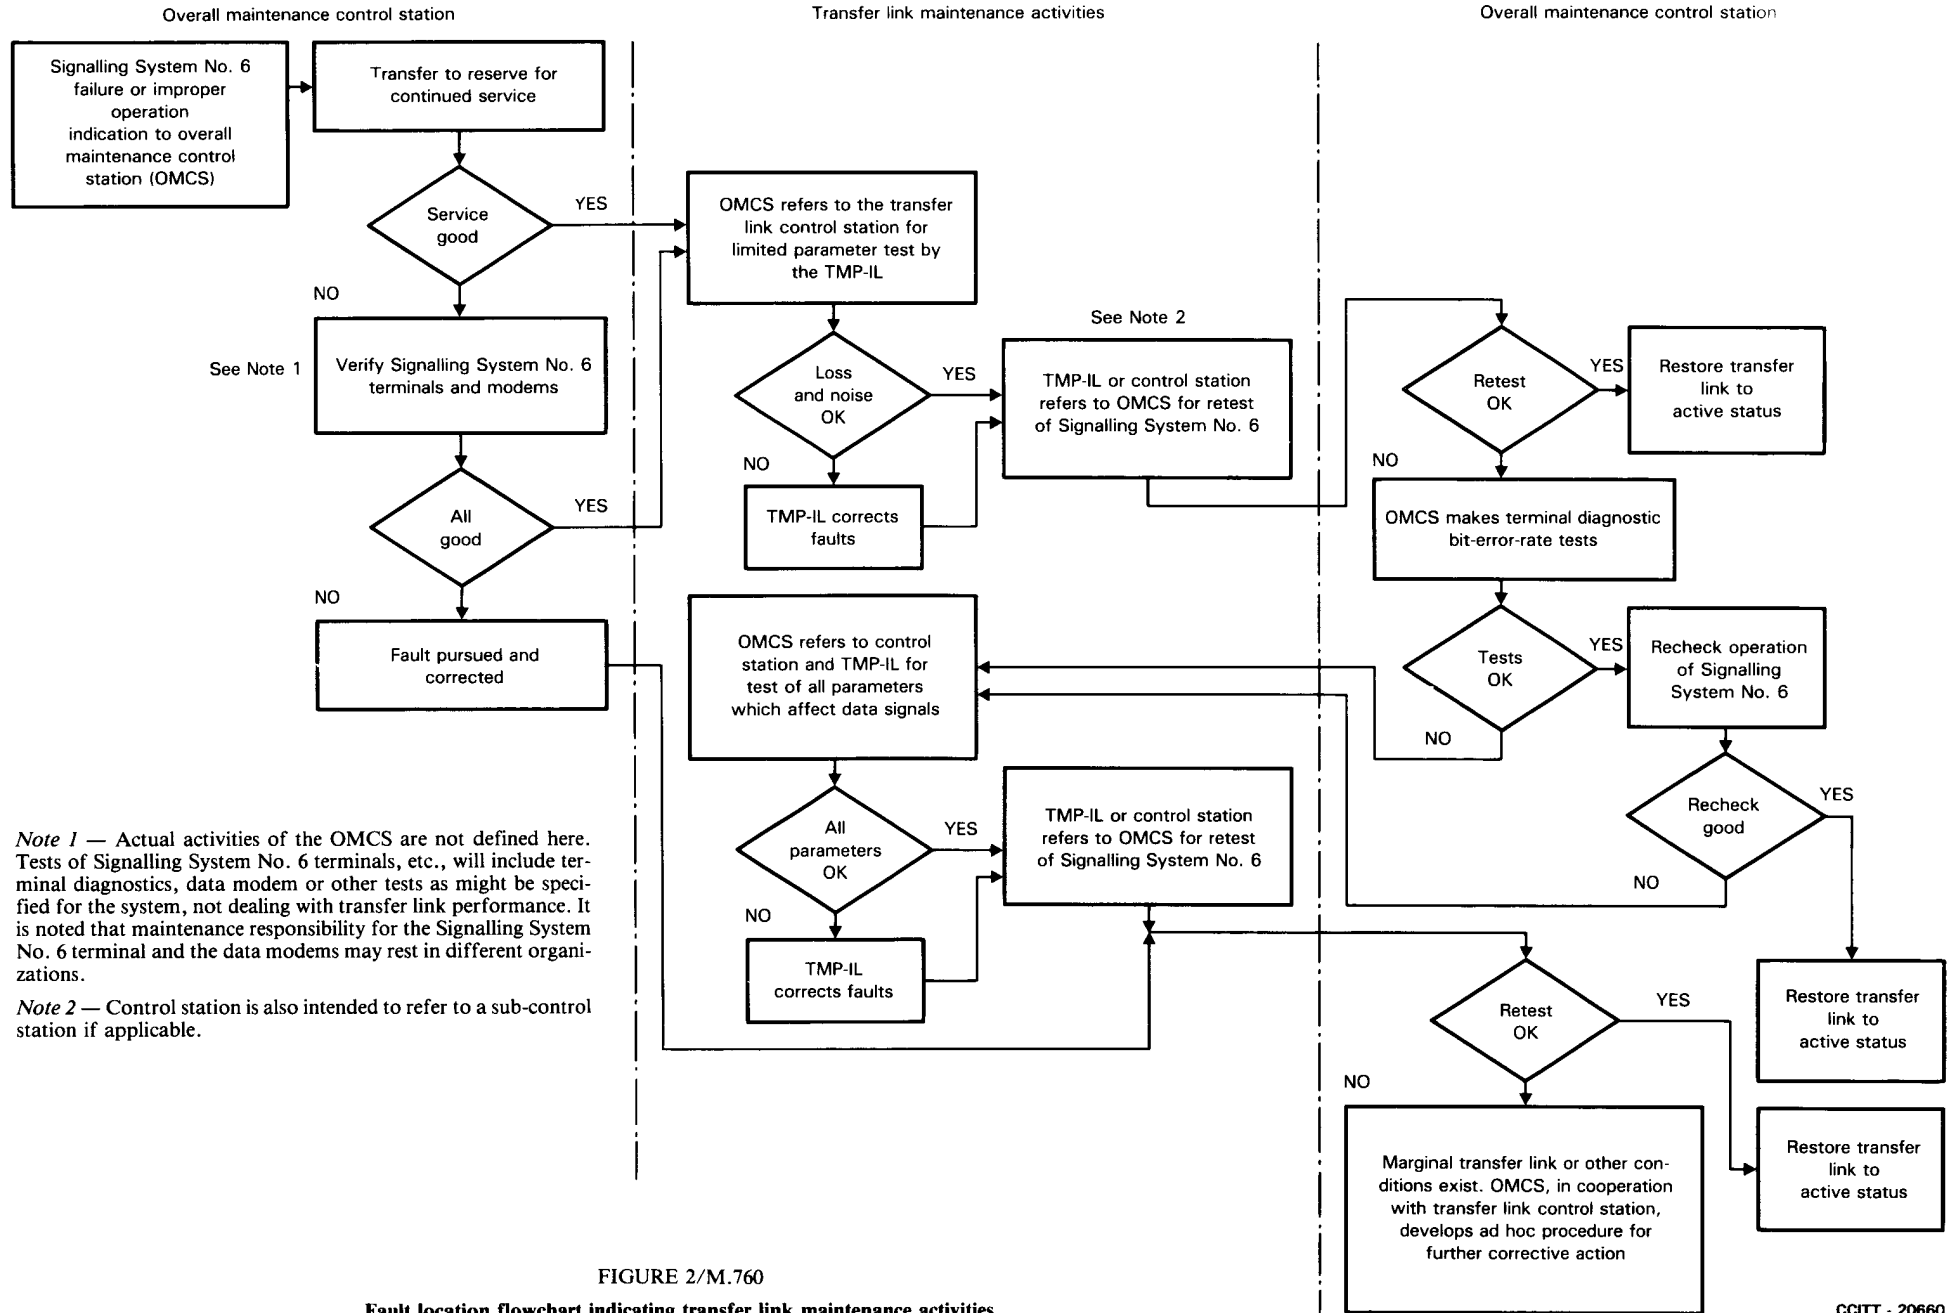 Overall maintenance control station
Transfer link maintenance activities
Overall maintenance control station
Signalling System No. 6
failure or improper
operation
indication to overall
maintenance control
station (OMCS)
Transfer to reserve for
continued service
Service
good
YES
NO
See Note 1
Verify Signalling System No. 6
terminals and modems
All
good
YES
NO
Fault pursued and
corrected
OMCS refers to the transfer
link control station for
limited parameter test by
the TMP-IL
Loss
and noise
OK
YES
NO
TMP-IL corrects
faults
See Note 2
TMP-IL or control station
refers to OMCS for retest
of Signalling System No. 6
Retest
OK
YES
Restore transfer
link to
active status
NO
OMCS makes terminal diagnostic
bit-error-rate tests
Tests
OK
YES
Recheck operation
of Signalling
System No. 6
NO
Recheck
good
YES
NO
Restore transfer
link to
active status
OMCS refers to control
station and TMP-IL for
test of all parameters
which affect data signals
All
parameters
OK
YES
NO
TMP-IL
corrects faults
TMP-IL or control station
refers to OMCS for retest
of Signalling System No. 6
Retest
OK
YES
NO
Restore transfer
link to
active status
Marginal transfer link or other con-
ditions exist. OMCS, in cooperation
with transfer link control station,
develops ad hoc procedure for
further corrective action
Note 1 — Actual activities of the OMCS are not defined here.
Tests of Signalling System No. 6 terminals, etc., will include ter-
minal diagnostics, data modem or other tests as might be speci-
fied for the system, not dealing with transfer link performance. It
is noted that maintenance responsibility for the Signalling System
No. 6 terminal and the data modems may rest in different organi-
zations.
Note 2 — Control station is also intended to refer to a sub-control
station if applicable.
FIGURE 2/M.760
Fault location flowchart indicating transfer link maintenance activities
CCITT - 20660